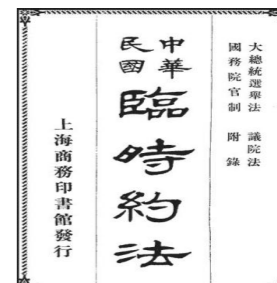 大總統選舉法 議院法
國務院官制 附錄
中華
民國
臨時約法
上海商務印書館發行